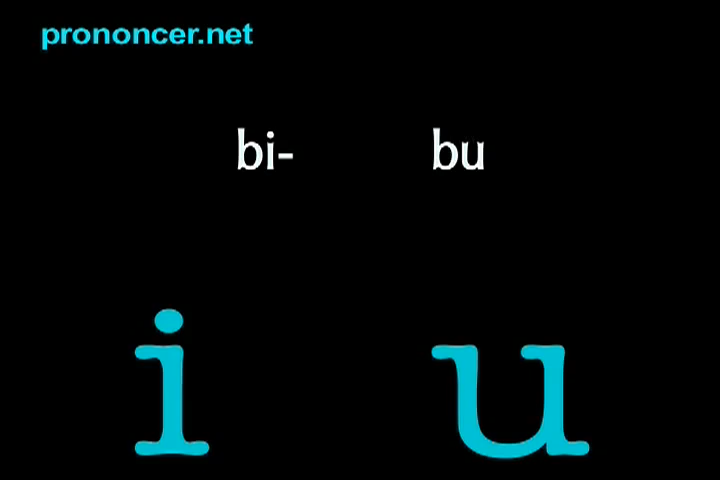 prononcer.net
bi- bu
i u